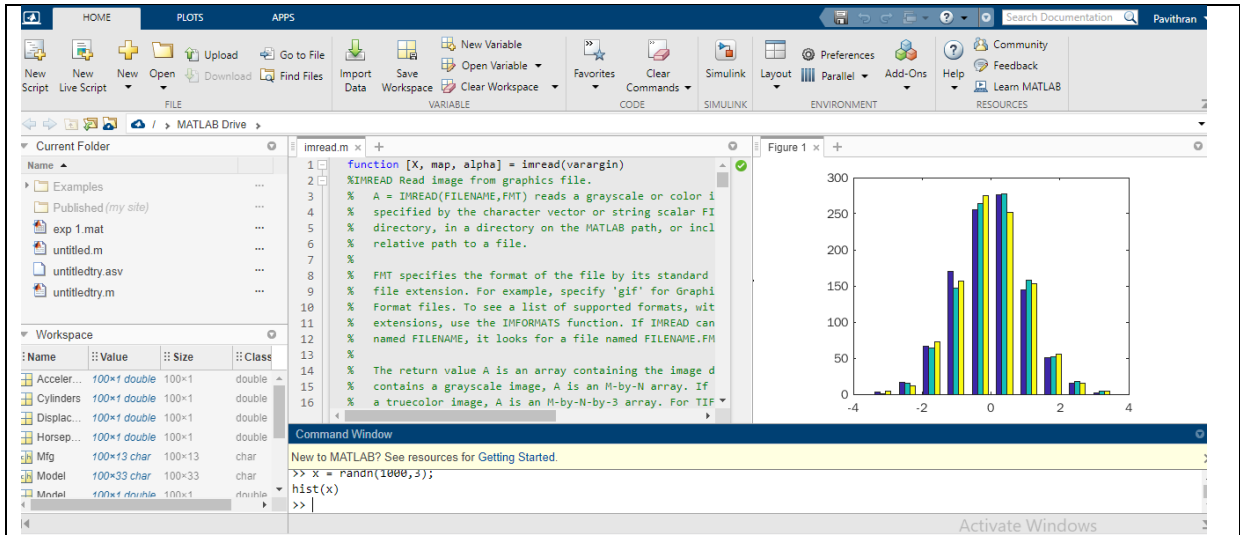 HOME PLOTS APPS
Search Documentation Pavithran
New Script
New Live Script
New
Open
Upload
Download
Go to File
Find Files
FILE
Import Data
Save Workspace
New Variable
Open Variable
Clear Workspace
VARIABLE
Favorites
Clear Commands
CODE
Simulink
SIMULINK
Layout
Preferences
Parallel
Add-Ons
ENVIRONMENT
Help
Community
Feedback
Learn MATLAB
RESOURCES
/ > MATLAB Drive >
Current Folder
Name
Examples
Published (my site)
exp 1.mat
untitled.m
untitledtry.asv
untitledtry.m
Workspace
Name Value Size Class
Acceler... 100×1 double 100×1 double
Cylinders 100×1 double 100×1 double
Displac... 100×1 double 100×1 double
Horsep... 100×1 double 100×1 double
Mfg 100×13 char 100×13 char
Model 100×33 char 100×33 char
Model 100×1 double 100×1 double
imread.m × +
1 function [X, map, alpha] = imread(varargin)
2 %IMREAD Read image from graphics file.
3 % A = IMREAD(FILENAME,FMT) reads a grayscale or color i
4 % specified by the character vector or string scalar FI
5 % directory, in a directory on the MATLAB path, or incl
6 % relative path to a file.
7 %
8 % FMT specifies the format of the file by its standard
9 % file extension. For example, specify 'gif' for Graphi
10 % Format files. To see a list of supported formats, wit
11 % extensions, use the IMFORMATS function. If IMREAD can
12 % named FILENAME, it looks for a file named FILENAME.FM
13 %
14 % The return value A is an array containing the image d
15 % contains a grayscale image, A is an M-by-N array. If
16 % a truecolor image, A is an M-by-N-by-3 array. For TIF
Figure 1 × +
300
250
200
150
100
50
0
-4 -2 0 2 4
Command Window
New to MATLAB? See resources for Getting Started.
>> x = randn(1000,3);
hist(x)
>>
Activate Windows